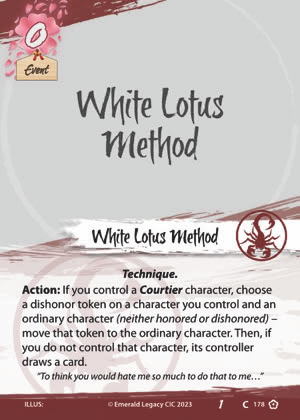 0
Event
White Lotus
Method
White Lotus Method
Technique.
Action: If you control a Courtier character, choose
a dishonor token on a character you control and an
ordinary character (neither honored or dishonored) –
move that token to the ordinary character. Then, if
you do not control that character, its controller
draws a card.
"To think you would hate me so much to do that to me…"
ILLUS: © Emerald Legacy CIC 2023 1 C 178